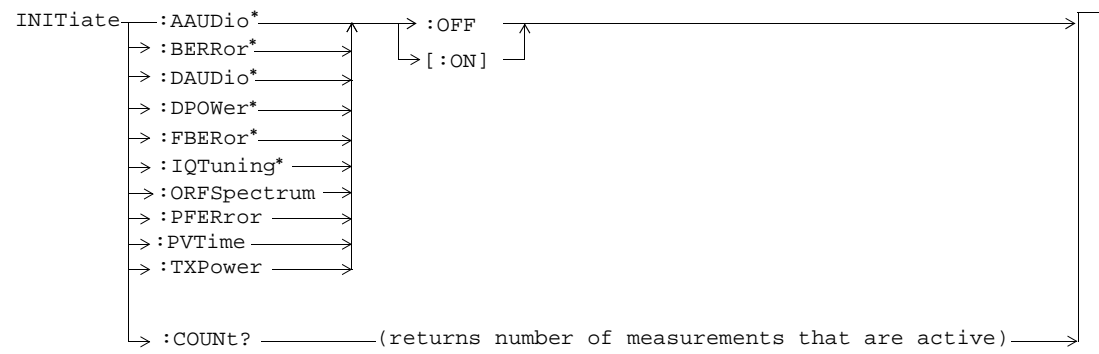 INITiate :AAUDio* :OFF
:BERRor* [:ON]
:DAUDio*
:DPOWer*
:FBERor*
:IQTuning*
:ORFSpectrum
:PFERror
:PVTime
:TXPower
:COUNt? (returns number of measurements that are active)